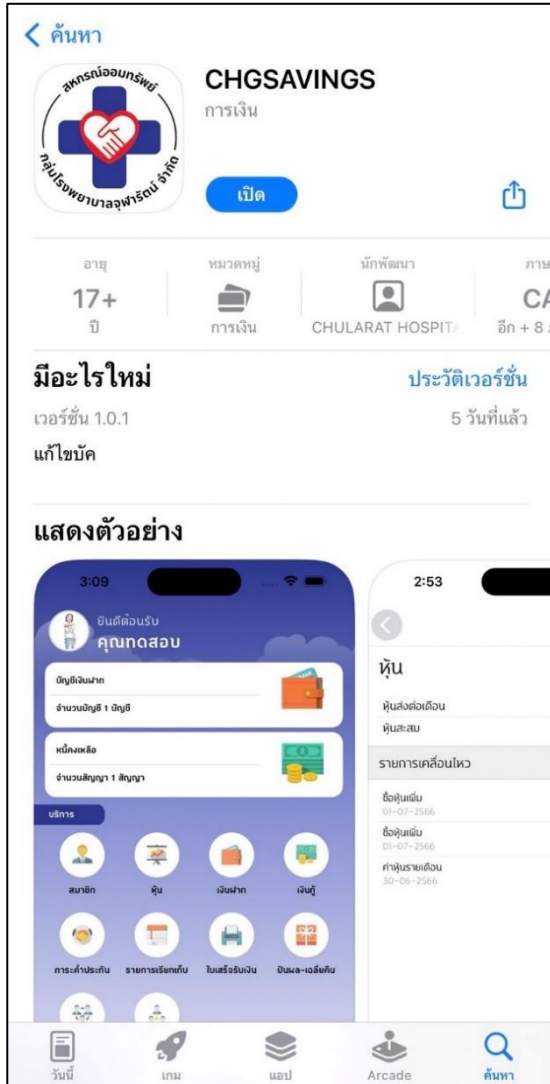 ค้นหา
สหกรณ์ออมทรัพย์
กลุ่มโรงพยาบาลจุฬารัตน์ จำกัด
CHGSAVINGS
การเงิน
เปิด
อายุ
17+
ปี
หมวดหมู่
การเงิน
นักพัฒนา
CHULARAT HOSPITA
ภาษ
CA
อีก + 8 ภ
มีอะไรใหม่
ประวัติเวอร์ชั่น
เวอร์ชั่น 1.0.1
5 วันที่แล้ว
แก้ไขบัค
แสดงตัวอย่าง
3:09
ยินดีต้อนรับ
คุณทดสอบ
บัญชีเงินฝาก
จำนวนบัญชี 1 บัญชี
หนี้คงเหลือ
จำนวนสัญญา 1 สัญญา
บริการ
สมาชิก
หุ้น
เงินฝาก
เงินกู้
ภาระค้ำประกัน
รายการเรียกเก็บ
ใบเสร็จรับเงิน
ปันผล-เฉลี่ยคืน
2:53
หุ้น
หุ้นส่งต่อเดือน
หุ้นสะสม
รายการเคลื่อนไหว
ซื้อหุ้นเพิ่ม
01-07-2566
ซื้อหุ้นเพิ่ม
01-07-2566
ค่าหุ้นรายเดือน
30-06-2566
วันนี้
เกม
แอป
Arcade
ค้นหา